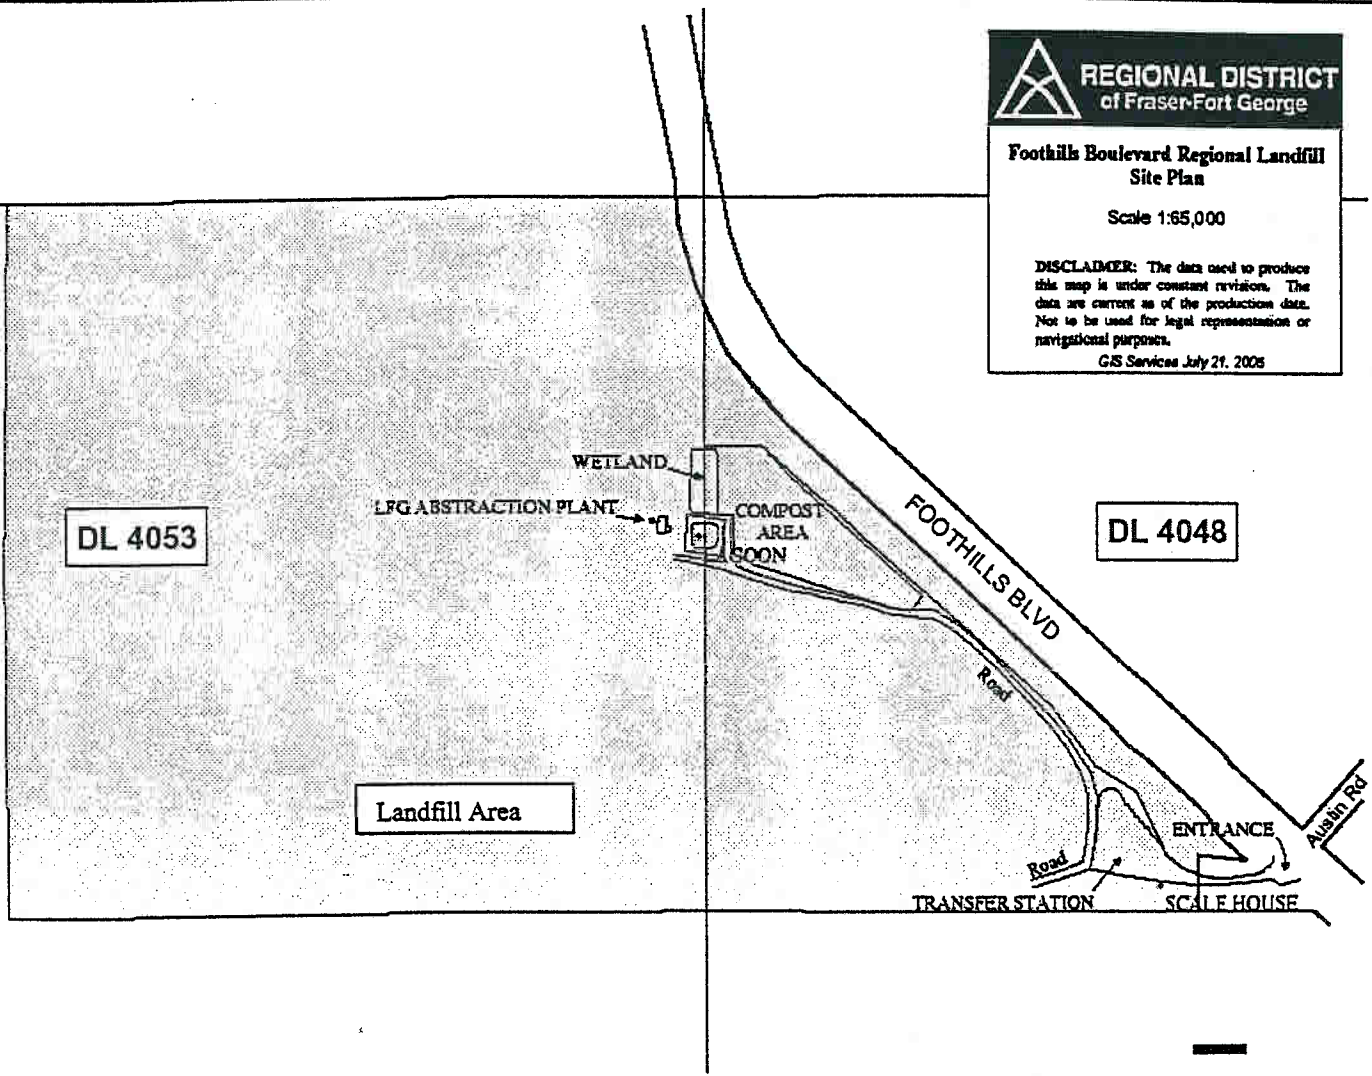 REGIONAL DISTRICT
of Fraser-Fort George
Foothills Boulevard Regional Landfill
Site Plan
Scale 1:65,000
DISCLAIMER: The data used to produce
this map is under constant revision. The
data are current as of the production date.
Not to be used for legal representation or
navigational purposes.
GIS Services July 21, 2005
WETLAND
LFG ABSTRACTION PLANT
COMPOST
AREA
SOON
DL 4053
DL 4048
FOOTHILLS BLVD
Road
Landfill Area
Austin Rd
ENTRANCE
Road
TRANSFER STATION
SCALE HOUSE